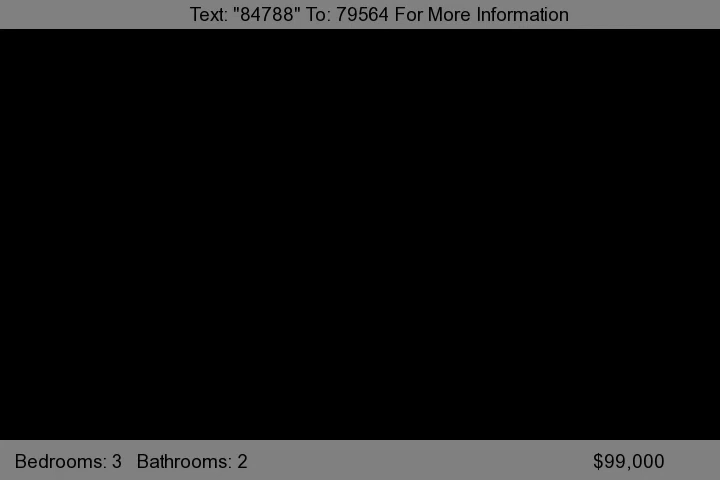 Text: "84788" To: 79564 For More Information
Bedrooms: 3 Bathrooms: 2 $99,000